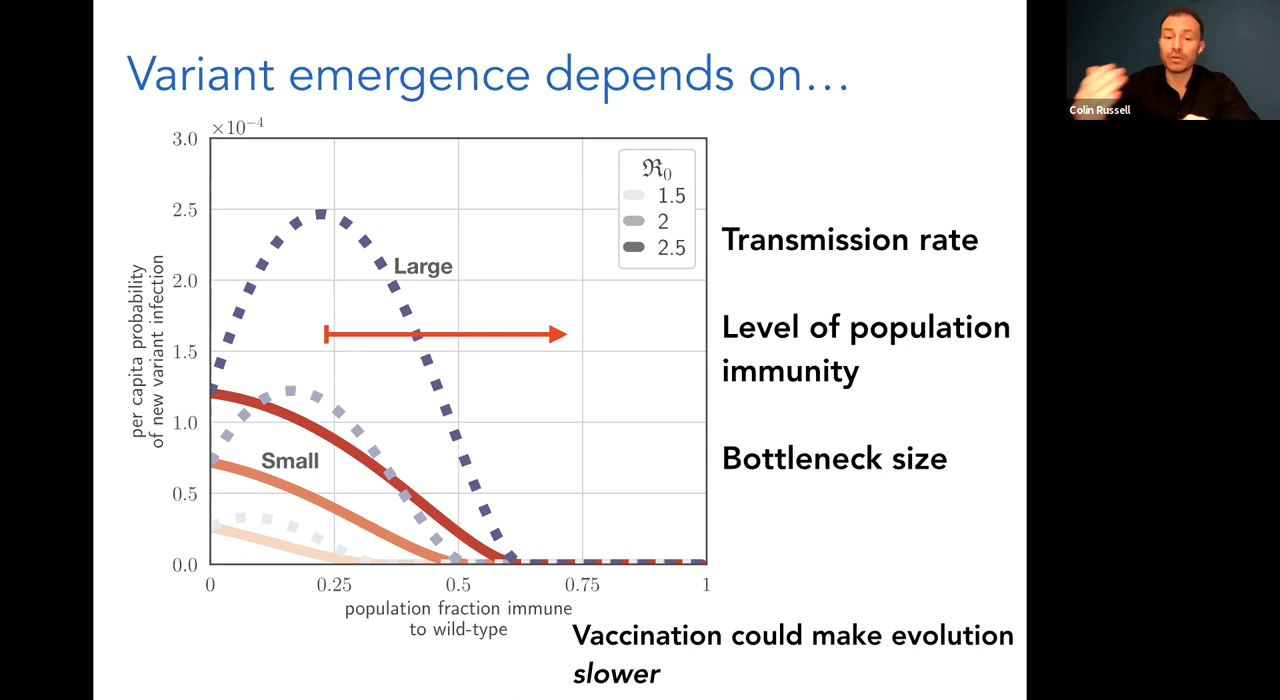 Variant emergence depends on…
×10⁻⁴
3.0
2.5
2.0
1.5
1.0
0.5
0.0
0
0.25
0.5
0.75
1
per capita probability
of new variant infection
population fraction immune
to wild-type
ℜ₀
1.5
2
2.5
Large
Small
Transmission rate
Level of population
immunity
Bottleneck size
Vaccination could make evolution
slower
Colin Russell